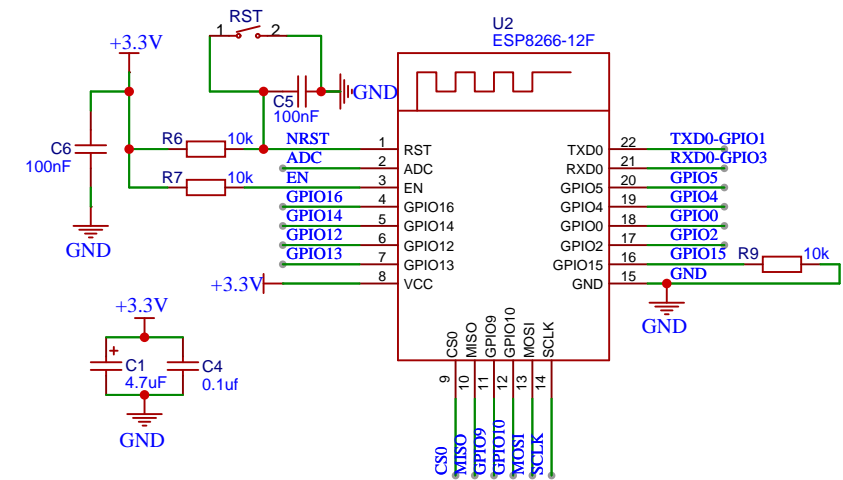 RST
1 2
U2
ESP8266-12F
+3.3V
C5
100nF
GND
C6
100nF
R6 10k NRST 1 RST
ADC 2 ADC
R7 10k EN 3 EN
GPIO16 4 GPIO16
GPIO14 5 GPIO14
GPIO12 6 GPIO12
GPIO13 7 GPIO13
+3.3V 8 VCC
GND
TXD0 22 TXD0-GPIO1
RXD0 21 RXD0-GPIO3
GPIO5 20 GPIO5
GPIO4 19 GPIO4
GPIO0 18 GPIO0
GPIO2 17 GPIO2
GPIO15 16 GPIO15 R9 10k
GND 15 GND
GND
+3.3V
+
C1
4.7uF
C4
0.1uf
GND
CS0 9 CS0
MISO 10 MISO
GPIO9 11 GPIO9
GPIO10 12 GPIO10
MOSI 13 MOSI
SCLK 14 SCLK